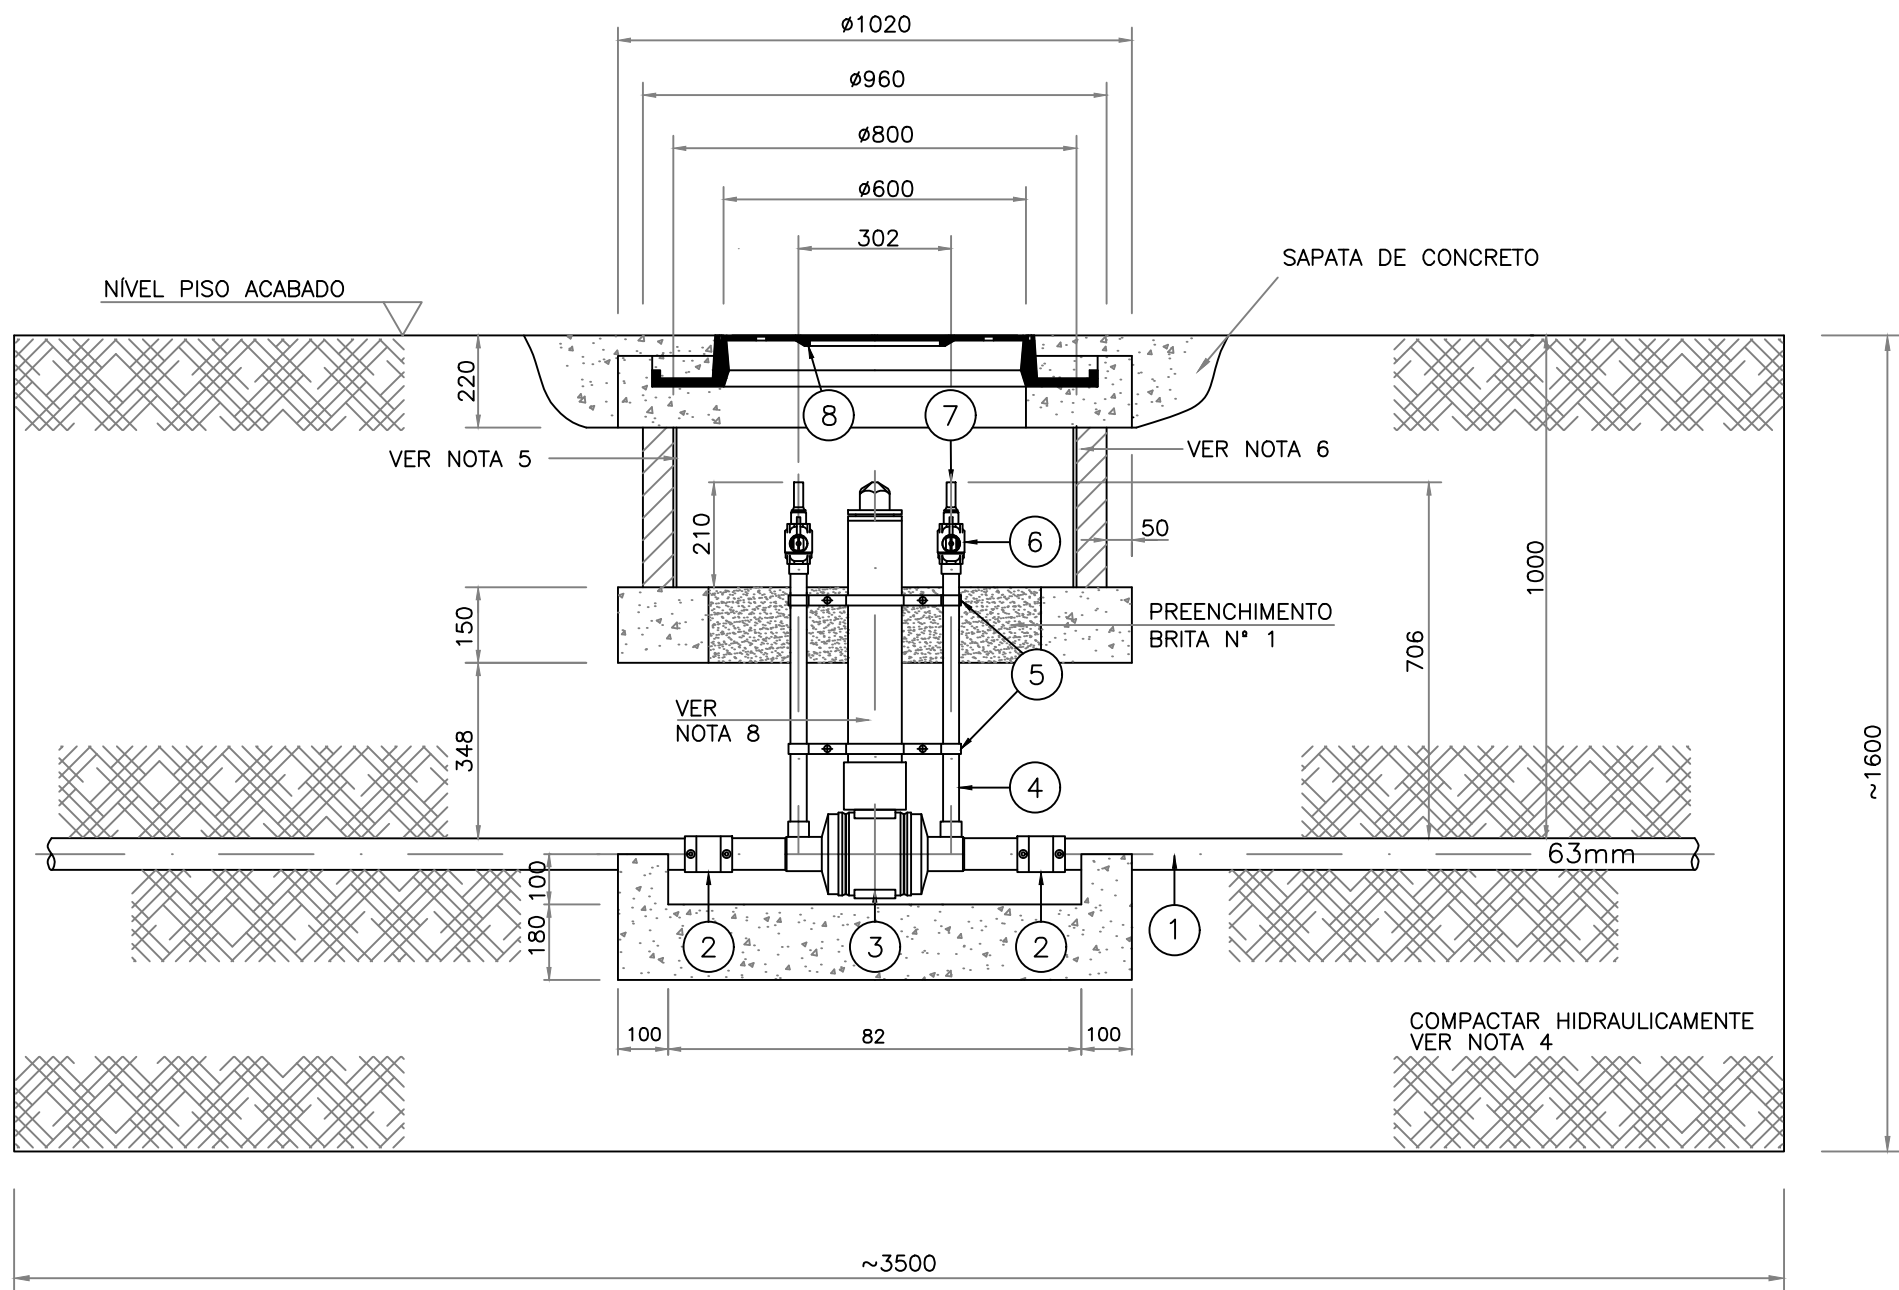 ø1020
ø960
ø800
ø600
302
SAPATA DE CONCRETO
NÍVEL PISO ACABADO
220
8
7
VER NOTA 5
VER NOTA 6
210
6
50
1000
150
PREENCHIMENTO
BRITA Nº 1
706
5
VER
NOTA 8
348
4
~1600
63mm
100
180
2
3
2
1
COMPACTAR HIDRAULICAMENTE
VER NOTA 4
100
82
100
~3500